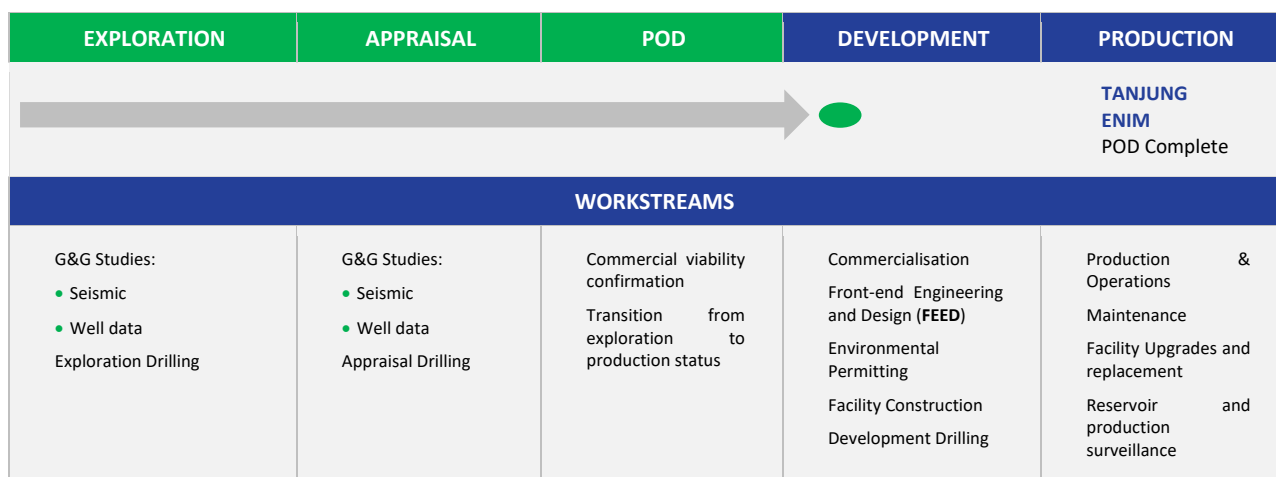 EXPLORATION
APPRAISAL
POD
DEVELOPMENT
PRODUCTION
TANJUNG
ENIM
POD Complete
WORKSTREAMS
G&G Studies:
• Seismic
• Well data
Exploration Drilling
G&G Studies:
• Seismic
• Well data
Appraisal Drilling
Commercial viability
confirmation
Transition from
exploration to
production status
Commercialisation
Front-end Engineering
and Design (FEED)
Environmental
Permitting
Facility Construction
Development Drilling
Production &
Operations
Maintenance
Facility Upgrades and
replacement
Reservoir and
production
surveillance